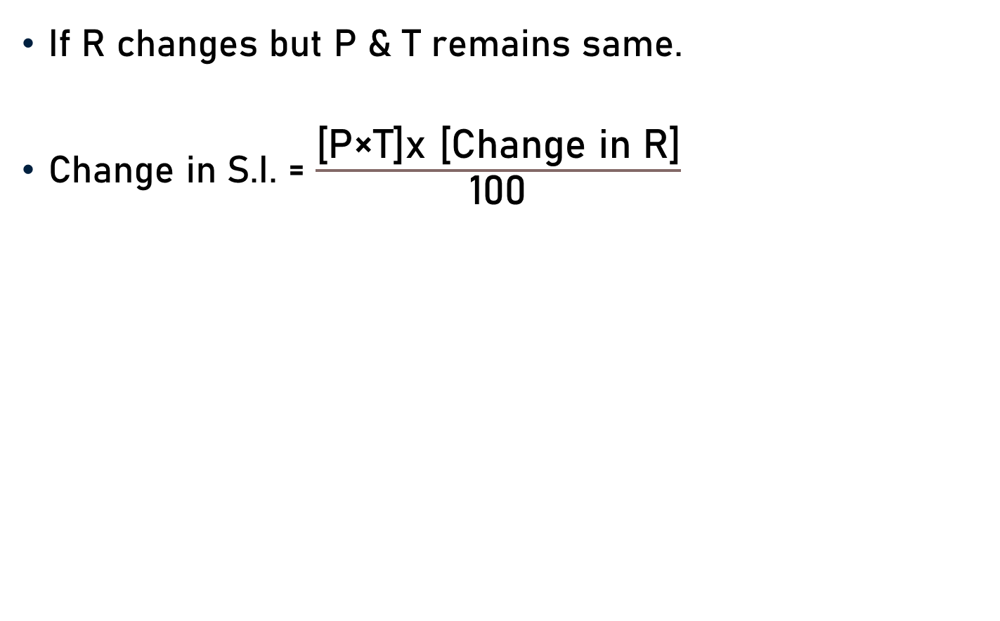 • If R changes but P & T remains same.
• Change in S.I. = [P×T]x [Change in R]
100